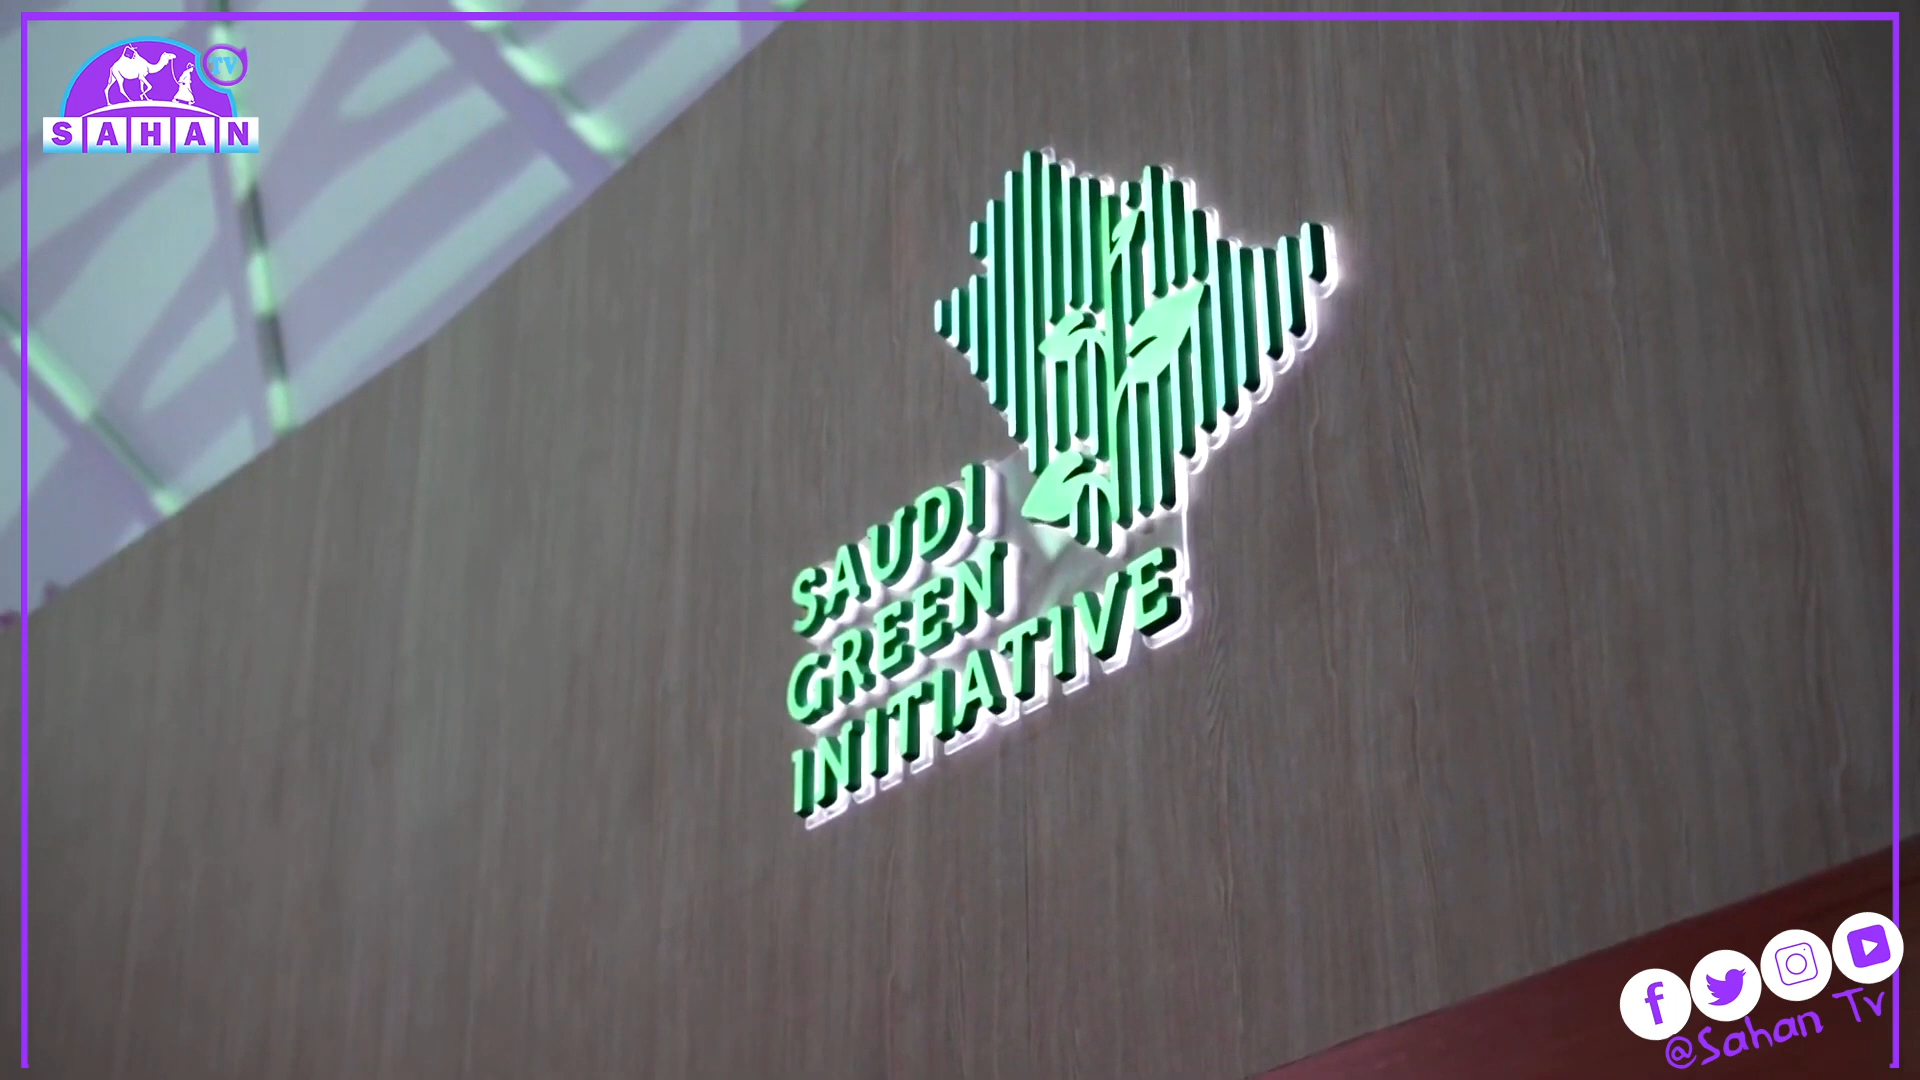 TV
SAHAN
SAUDI
GREEN
INITIATIVE
@Sahan Tv